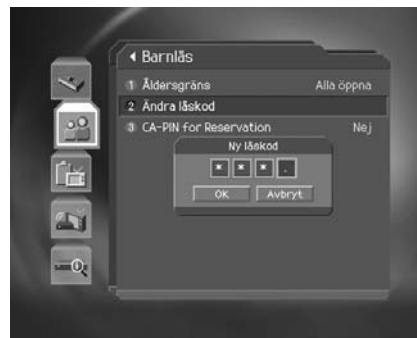 Barnlås
1 Åldersgräns Alla öppna
2 Ändra låskod
3 CA-PIN for Reservation Nej
Ny låskod
* * * .
OK Avbryt